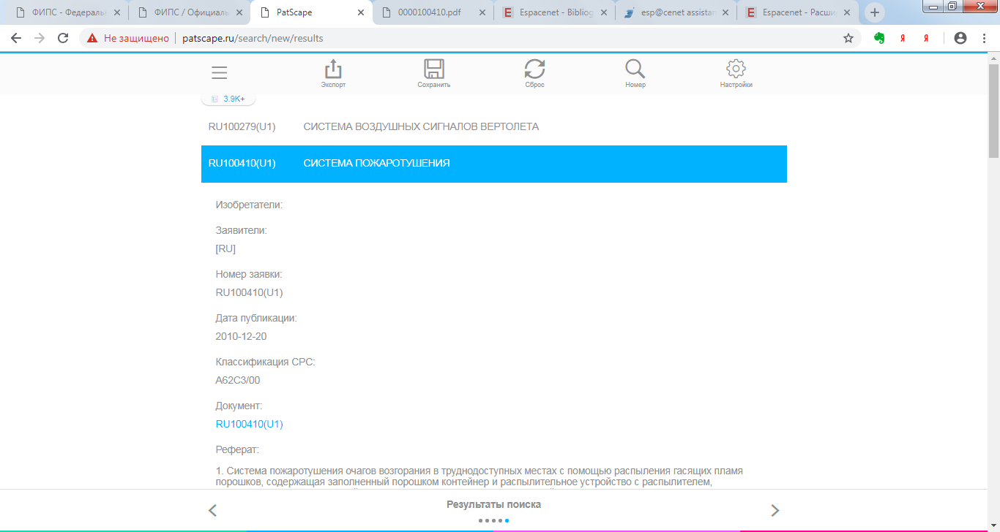 ФИПС - Федераль
ФИПС / Официаль
PatScape
0000100410.pdf
Espacenet - Bibliog
esp@cenet assistar
Espacenet - Расши
Не защищено
patscape.ru/search/new/results
Я
Я
Экспорт
Сохранить
Сброс
Номер
Настройки
3.9K+
RU100279(U1) СИСТЕМА ВОЗДУШНЫХ СИГНАЛОВ ВЕРТОЛЕТА
RU100410(U1) СИСТЕМА ПОЖАРОТУШЕНИЯ
Изобретатели:
Заявители:
[RU]
Номер заявки:
RU100410(U1)
Дата публикации:
2010-12-20
Классификация CPC:
A62C3/00
Документ:
RU100410(U1)
Реферат:
1. Система пожаротушения очагов возгорания в труднодоступных местах с помощью распыления гасящих пламя
порошков, содержащая заполненный порошком контейнер и распылительное устройство с распылителем,
Результаты поиска